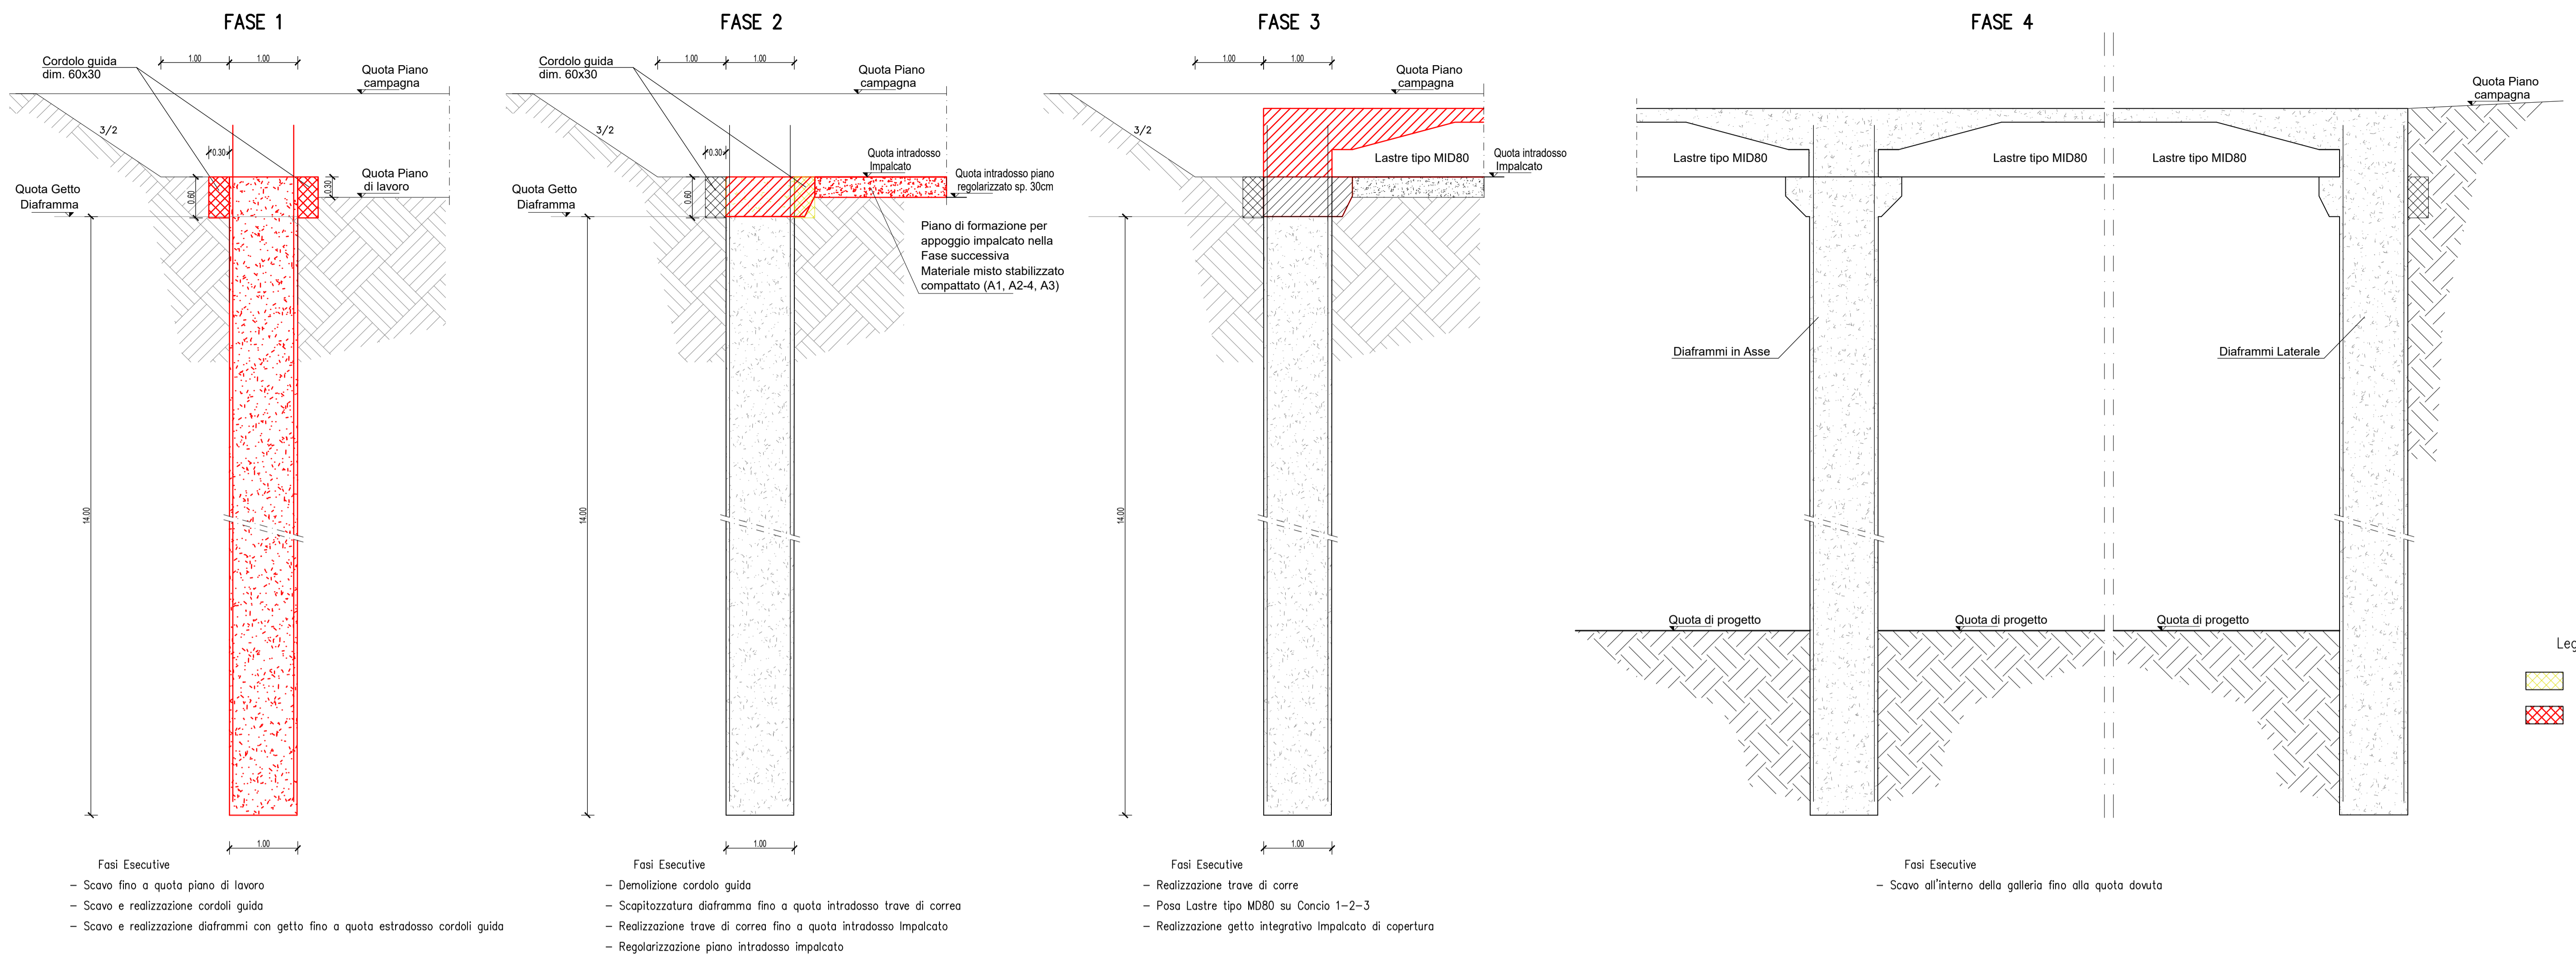 FASE 1
1.00
1.00
Cordolo guida
dim. 60x30
Quota Piano
campagna
3/2
0.30
Quota Piano
di lavoro
0.30
0.60
Quota Getto
Diaframma
14.00
1.00
Fasi Esecutive
- Scavo fino a quota piano di lavoro
- Scavo e realizzazione cordoli guida
- Scavo e realizzazione diaframmi con getto fino a quota estradosso cordoli guida
FASE 2
1.00
1.00
Cordolo guida
dim. 60x30
Quota Piano
campagna
3/2
0.30
Quota intradosso
Impalcato
Quota intradosso piano
regolarizzato sp. 30cm
0.60
Quota Getto
Diaframma
Piano di formazione per
appoggio impalcato nella
Fase successiva
Materiale misto stabilizzato
compattato (A1, A2-4, A3)
14.00
1.00
Fasi Esecutive
- Demolizione cordolo guida
- Scapitozzatura diaframma fino a quota intradosso trave di correa
- Realizzazione trave di correa fino a quota intradosso Impalcato
- Regolarizzazione piano intradosso impalcato
FASE 3
1.00
1.00
Quota Piano
campagna
3/2
Lastre tipo MID80
Quota intradosso
Impalcato
14.00
1.00
Fasi Esecutive
- Realizzazione trave di corre
- Posa Lastre tipo MD80 su Concio 1-2-3
- Realizzazione getto integrativo Impalcato di copertura
FASE 4
Quota Piano
campagna
Lastre tipo MID80
Lastre tipo MID80
Lastre tipo MID80
Diaframmi in Asse
Diaframmi Laterale
Quota di progetto
Quota di progetto
Quota di progetto
Fasi Esecutive
- Scavo all'interno della galleria fino alla quota dovuta
Leg